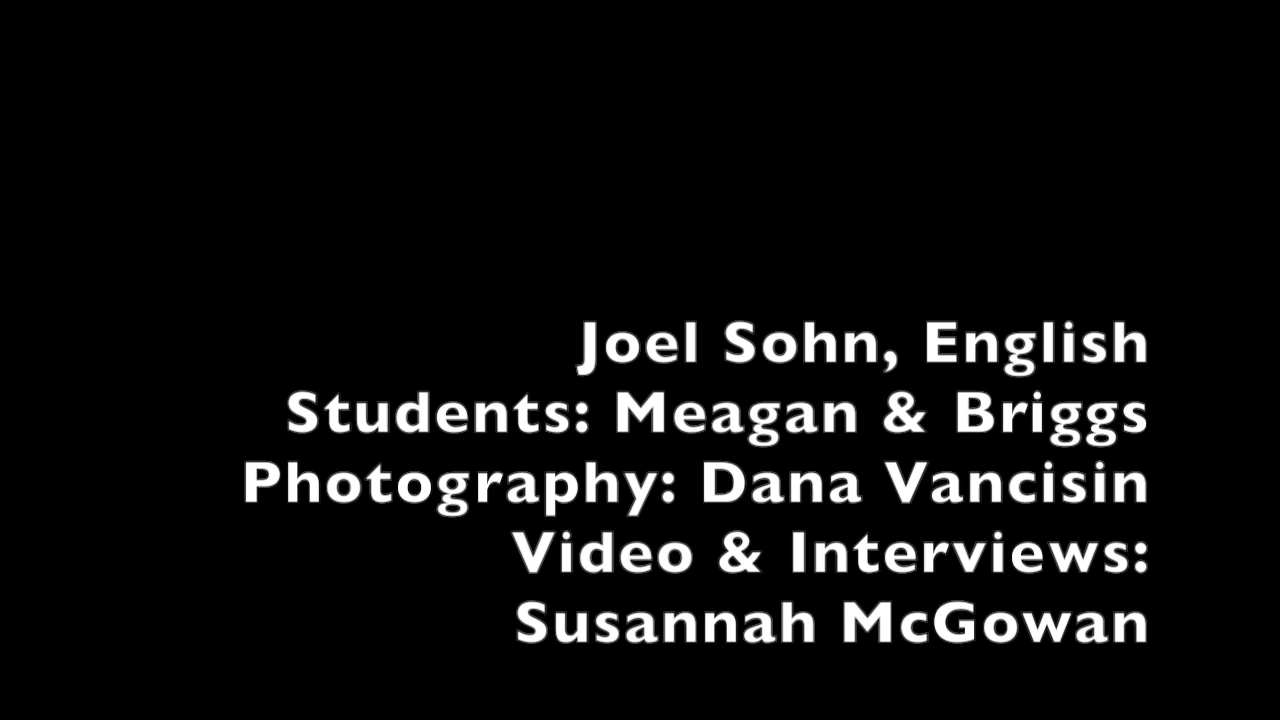 Joel Sohn, English
Students: Meagan & Briggs
Photography: Dana Vancisin
Video & Interviews:
Susannah McGowan